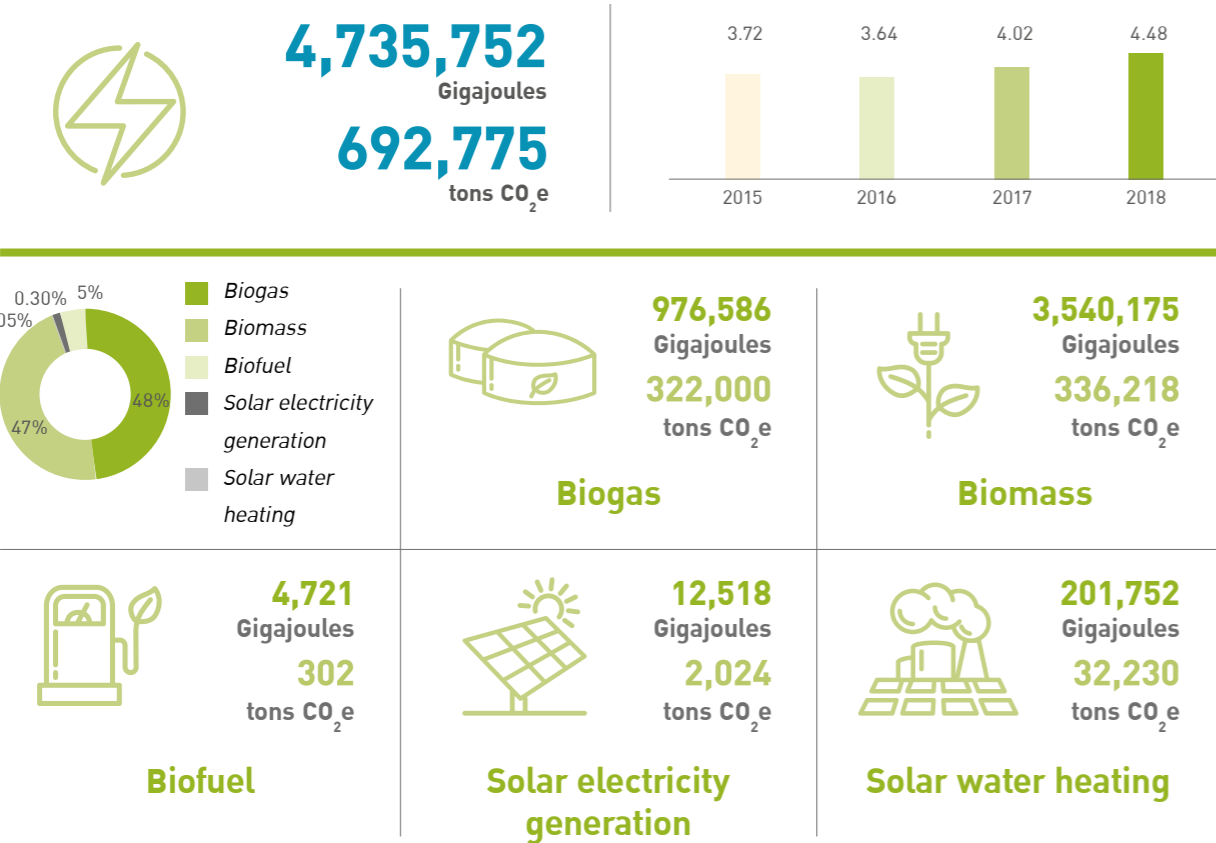 4,735,752
Gigajoules
692,775
tons CO₂e
3.72
3.64
4.02
4.48
2015
2016
2017
2018
0.30%
5%
05%
48%
47%
Biogas
Biomass
Biofuel
Solar electricity
generation
Solar water
heating
976,586
Gigajoules
322,000
tons CO₂e
Biogas
3,540,175
Gigajoules
336,218
tons CO₂e
Biomass
4,721
Gigajoules
302
tons CO₂e
Biofuel
12,518
Gigajoules
2,024
tons CO₂e
Solar electricity
generation
201,752
Gigajoules
32,230
tons CO₂e
Solar water heating